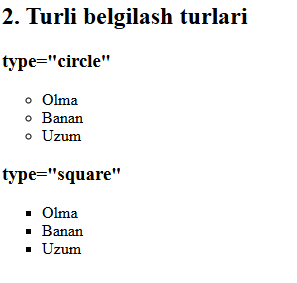 2. Turli belgilash turlari
type="circle"
Olma
Banan
Uzum
type="square"
Olma
Banan
Uzum